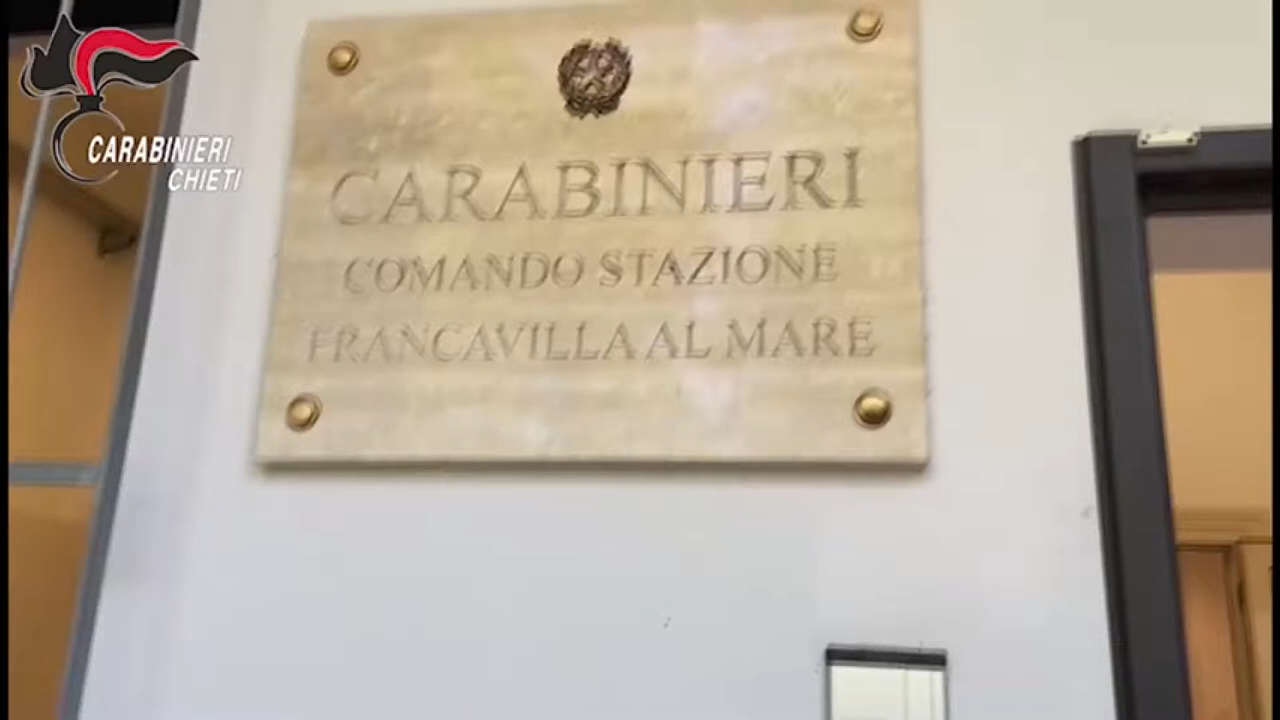 CARABINIERI
CHIETI
CARABINIERI
COMANDO STAZIONE
FRANCAVILLA AL MARE